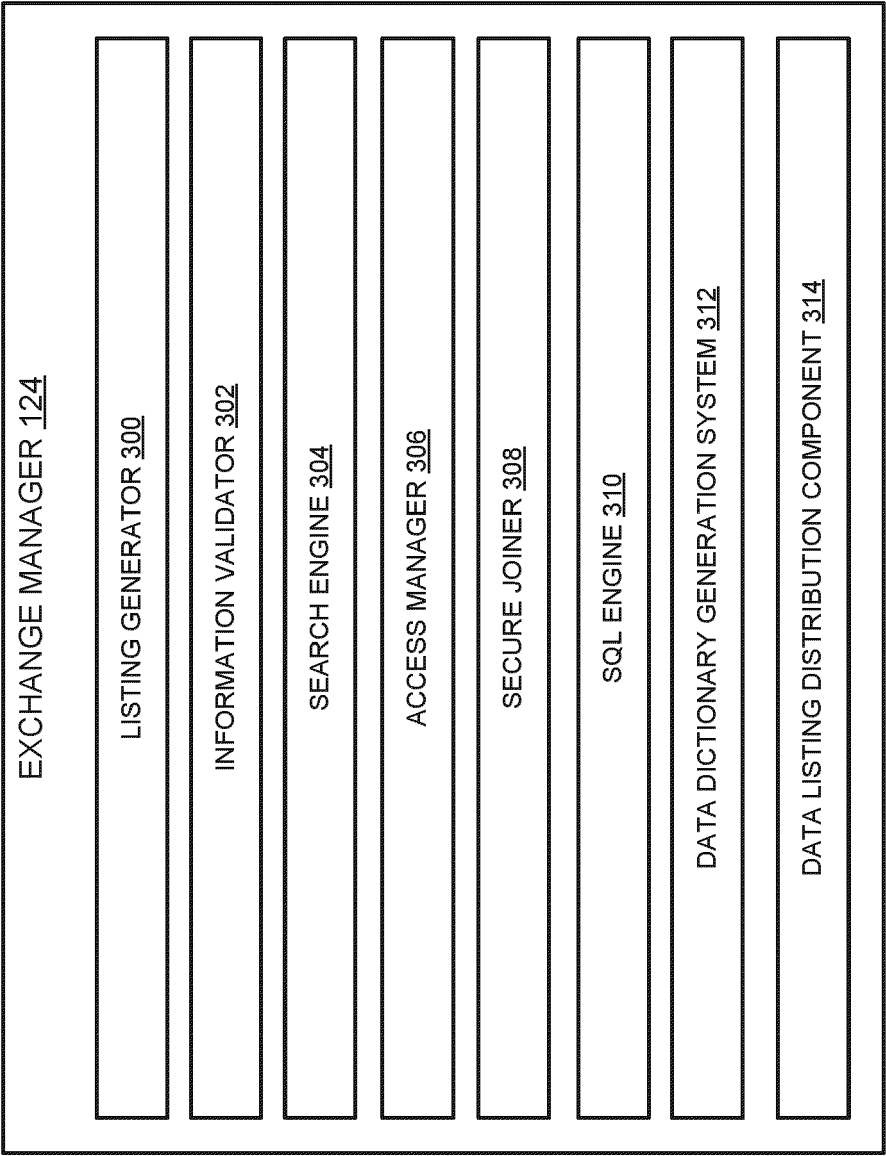 EXCHANGE MANAGER 124
LISTING GENERATOR 300
INFORMATION VALIDATOR 302
SEARCH ENGINE 304
ACCESS MANAGER 306
SECURE JOINER 308
SQL ENGINE 310
DATA DICTIONARY GENERATION SYSTEM 312
DATA LISTING DISTRIBUTION COMPONENT 314